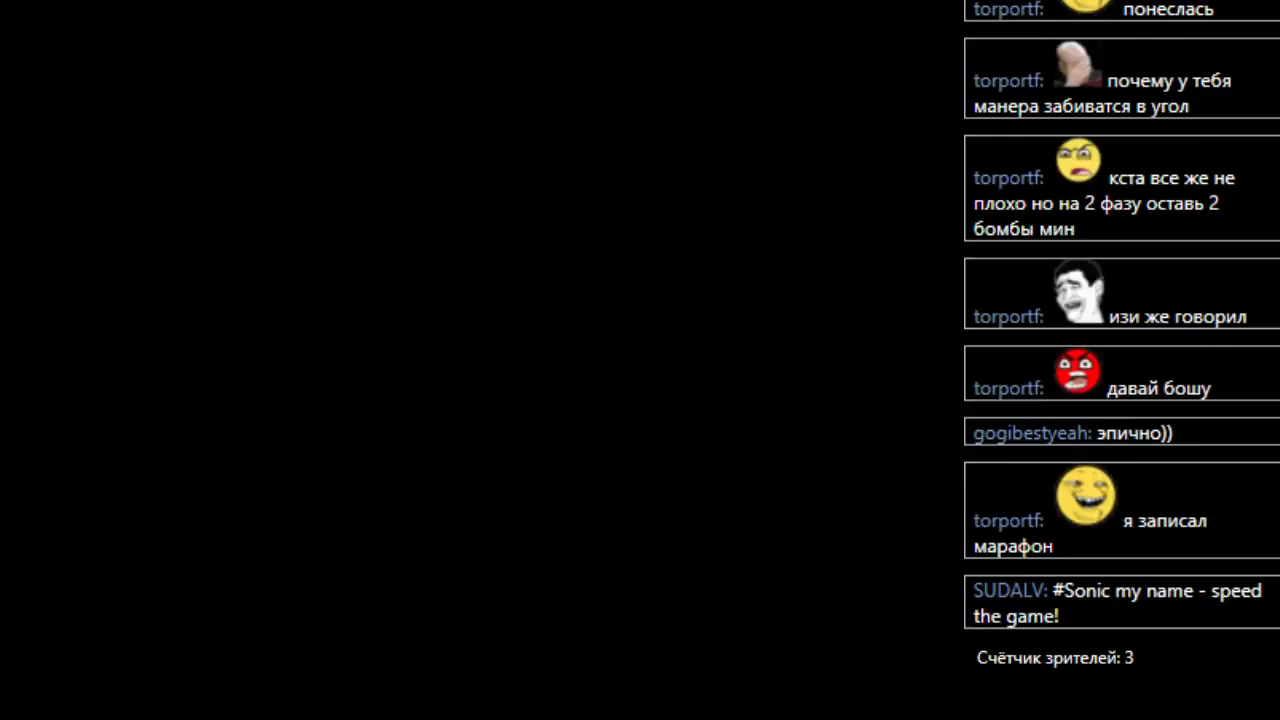 torportf: понеслась
torportf: почему у тебя
манера забиватся в угол
torportf: кста все же не
плохо но на 2 фазу оставь 2
бомбы мин
torportf: изи же говорил
torportf: давай бошу
gogibestyeah: эпично))
torportf: я записал
марафон
SUDALV: #Sonic my name - speed
the game!
Счётчик зрителей: 3